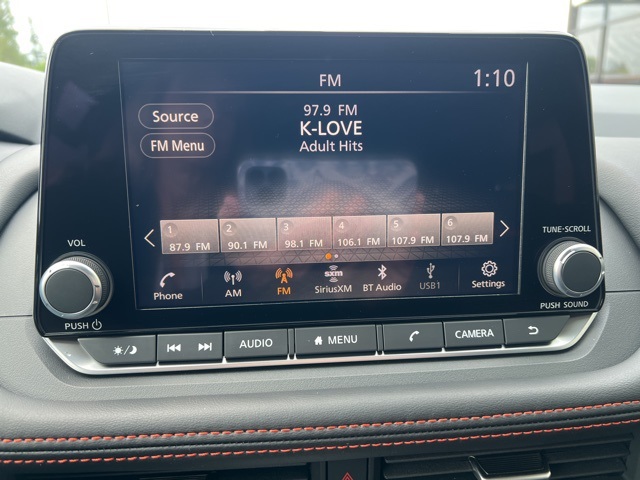 FM 1:10
Source
97.9 FM
K-LOVE
Adult Hits
FM Menu
1 2 3 4 5 6
87.9 FM 90.1 FM 98.1 FM 106.1 FM 107.9 FM 107.9 FM
Phone AM FM sxm SiriusXM BT Audio USB1 Settings
VOL
PUSH
TUNE·SCROLL
PUSH SOUND
AUDIO MENU CAMERA